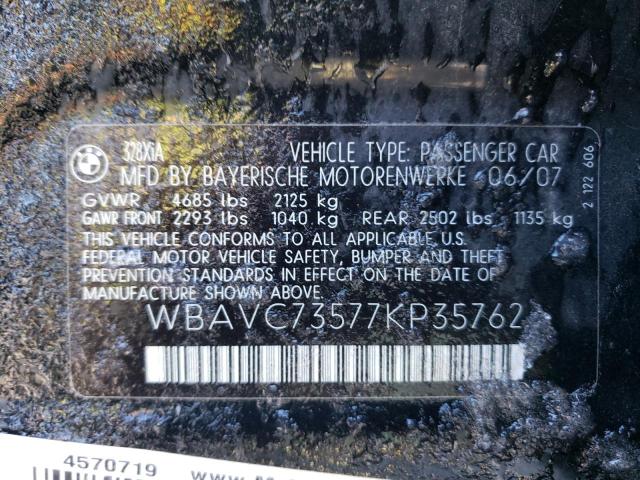 BMW
328XiA VEHICLE TYPE: PASSENGER CAR
MFD BY BAYERISCHE MOTORENWERKE 06/07
GVWR 4685 lbs 2125 kg
GAWR FRONT 2293 lbs 1040 kg REAR 2502 lbs 1135 kg
THIS VEHICLE CONFORMS TO ALL APPLICABLE U.S.
FEDERAL MOTOR VEHICLE SAFETY, BUMPER AND THEFT
PREVENTION STANDARDS IN EFFECT ON THE DATE OF
MANUFACTURE SHOWN ABOVE.
WBAVC73577KP35762
2 122 606
4570719